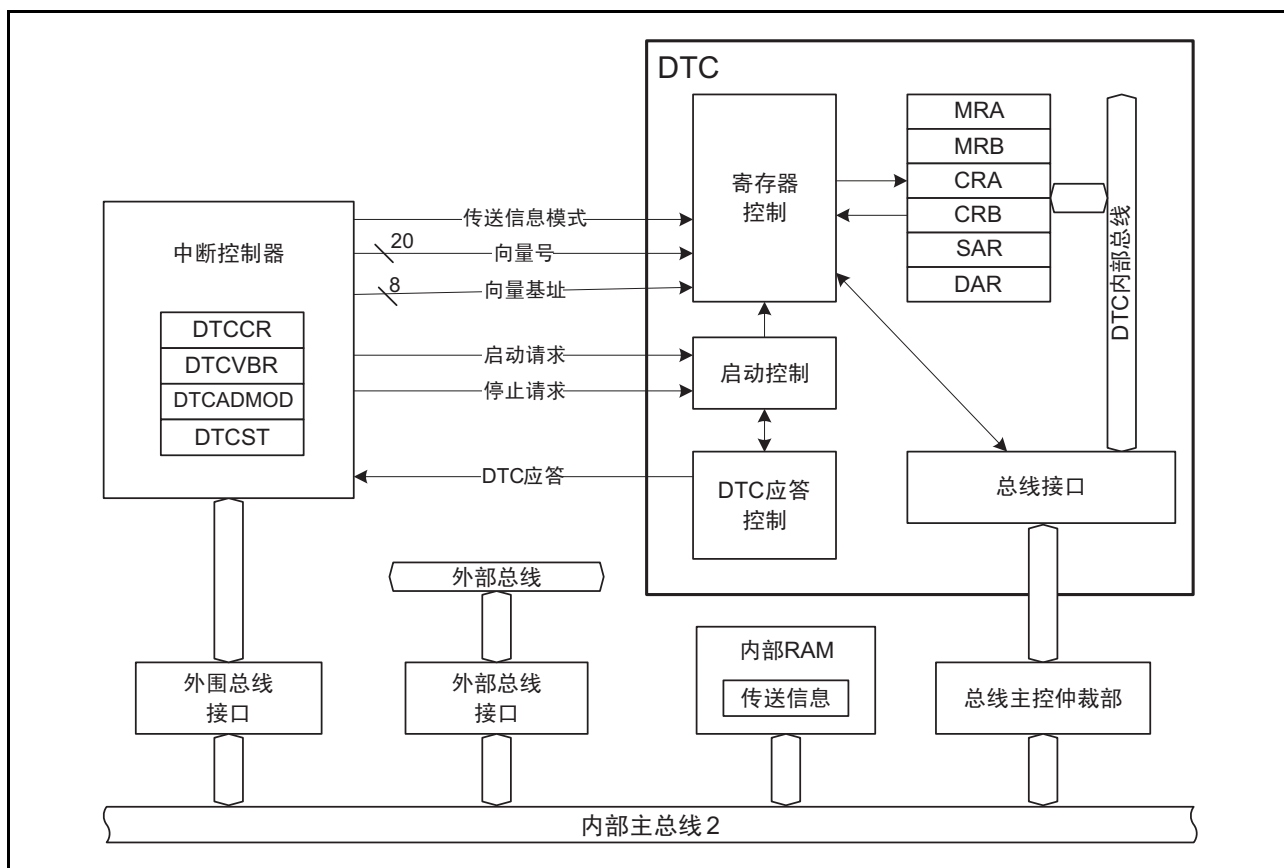 DTC
MRA
MRB
CRA
CRB
SAR
DAR
寄存器
控制
DTC内部总线
传送信息模式
20
向量号
8
向量基址
启动请求
停止请求
DTC应答
中断控制器
DTCCR
DTCVBR
DTCADMOD
DTCST
启动控制
DTC应答
控制
总线接口
外部总线
外围总线
接口
外部总线
接口
内部RAM
传送信息
总线主控仲裁部
内部主总线2